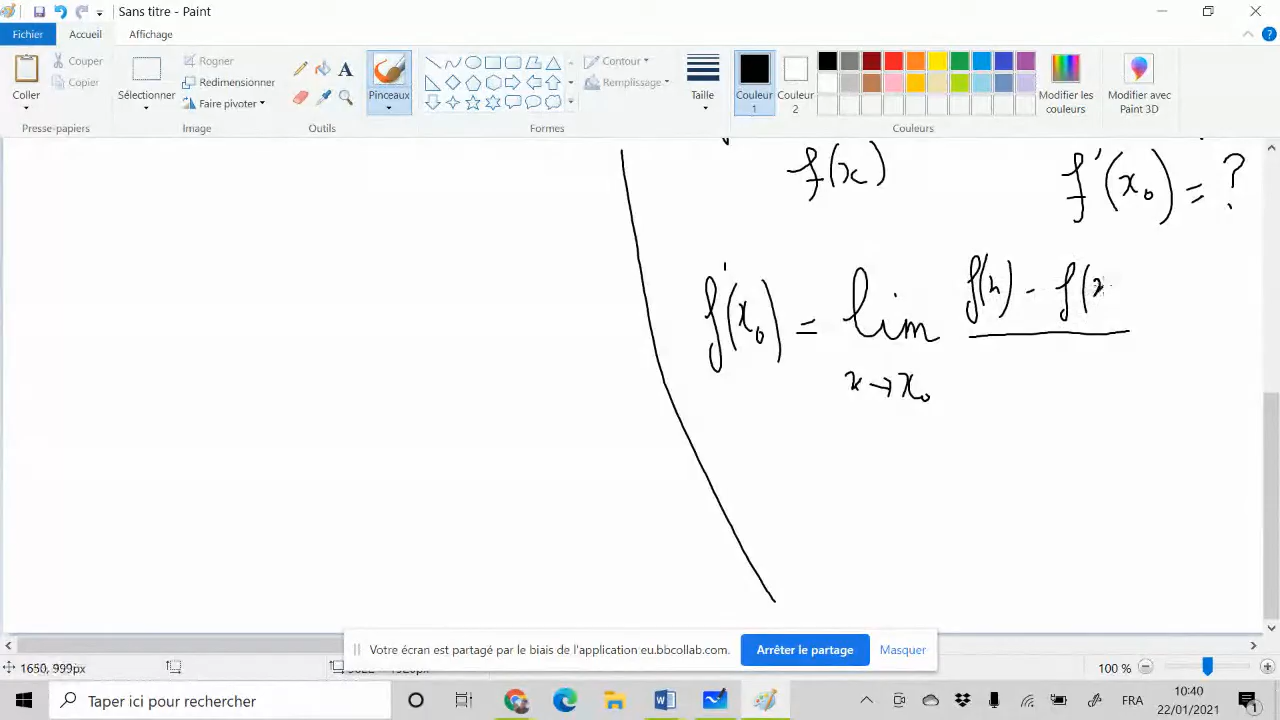 Sans titre - Paint
Fichier Accueil Affichage
Coller
Couper
Copier
Presse-papiers
Sélectionner
Rogner
Redimensionner
Faire pivoter
Image
A
Outils
Pinceaux
Contour
Remplissage
Formes
Taille
Couleur 1
Couleur 2
Modifier les couleurs
Modifier avec Paint 3D
Couleurs
f(x) f'(x₀) = ?
f'(x₀) = lim f(x) - f(x
x → x₀
Votre écran est partagé par le biais de l'application eu.bbcollab.com. Arrêter le partage Masquer
1650, 999px 100 %
Taper ici pour rechercher FRA 10:40
22/01/2021 1